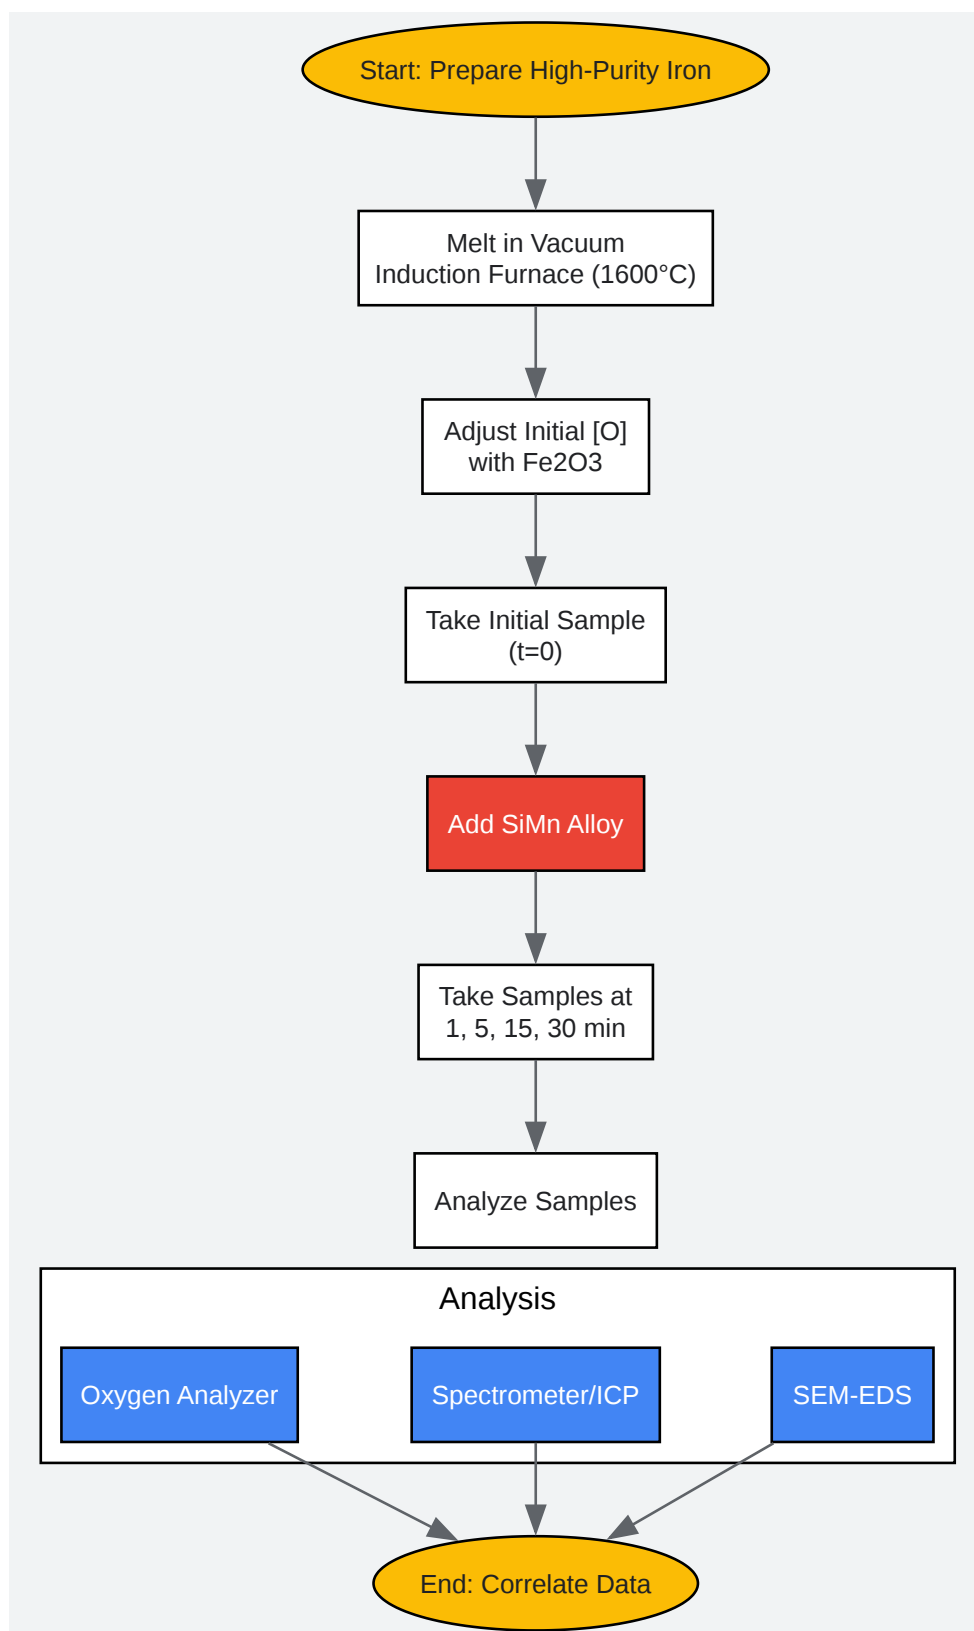 Start: Prepare High-Purity Iron
Melt in Vacuum
Induction Furnace (1600°C)
Adjust Initial [O]
with Fe2O3
Take Initial Sample
(t=0)
Add SiMn Alloy
Take Samples at
1, 5, 15, 30 min
Analyze Samples
Analysis
Oxygen Analyzer
Spectrometer/ICP
SEM-EDS
End: Correlate Data